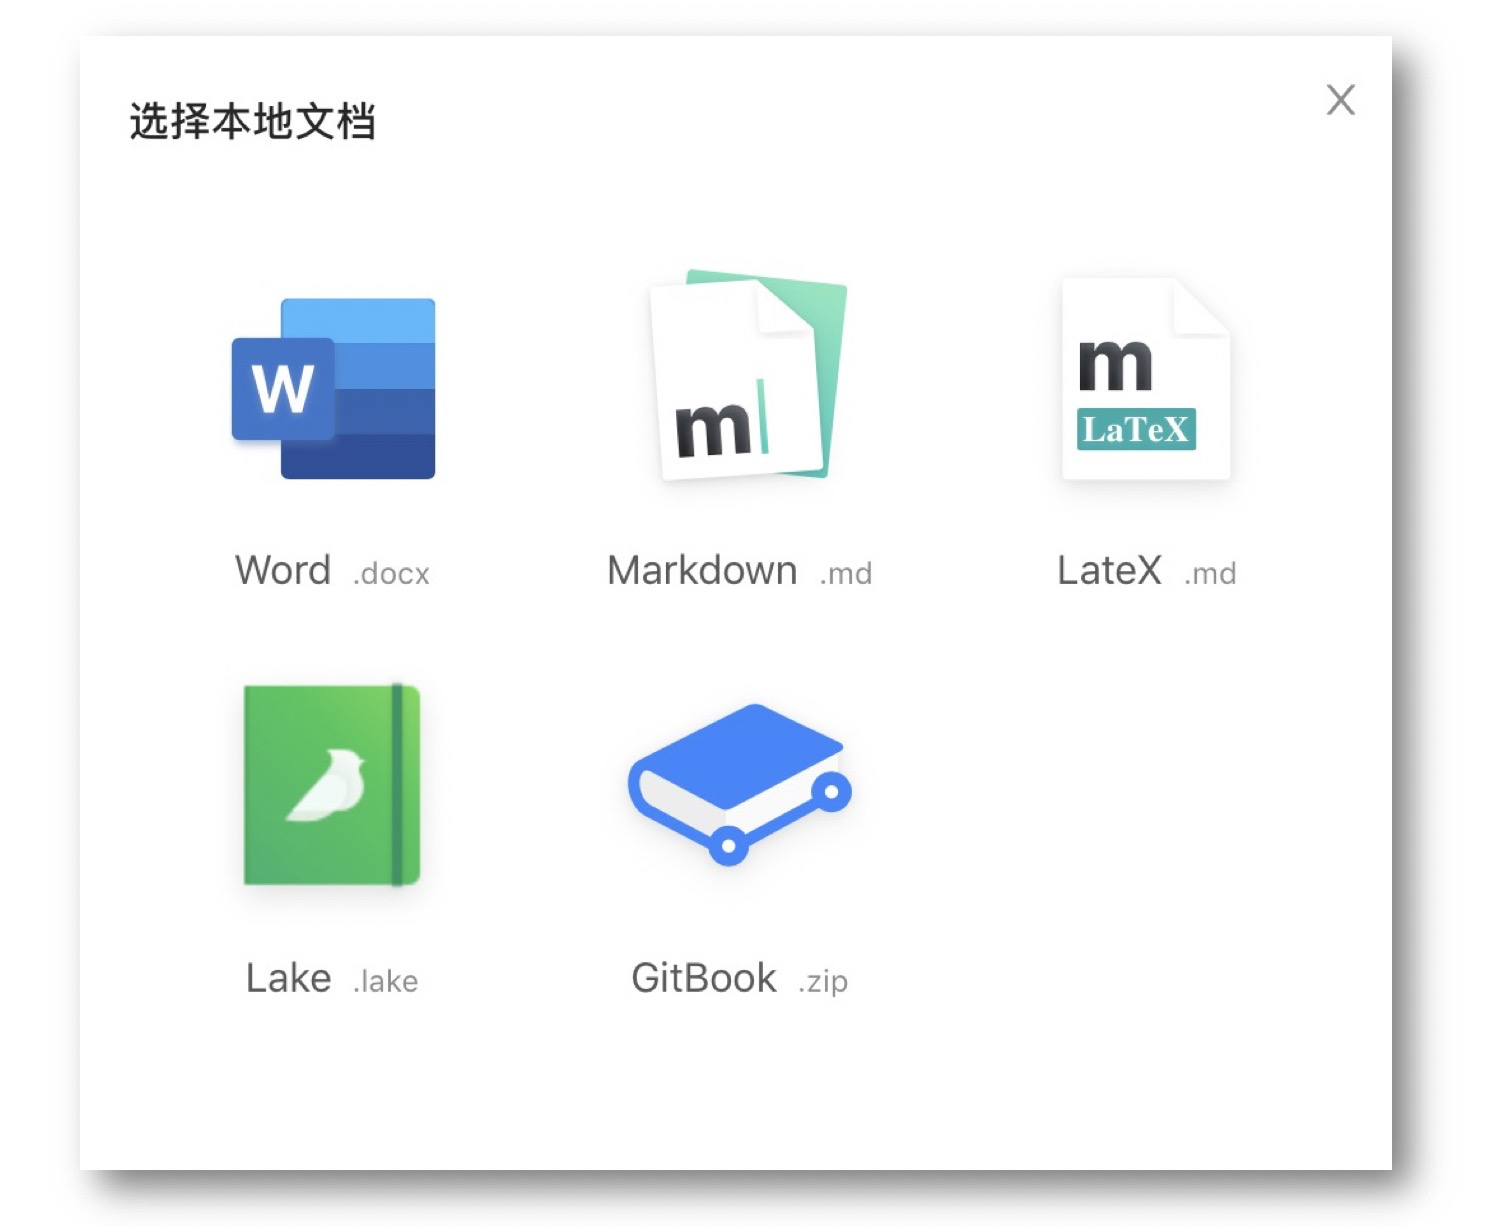 选择本地文档
X
W
m
m
LaTeX
Word .docx
Markdown .md
LateX .md
Lake .lake
GitBook .zip